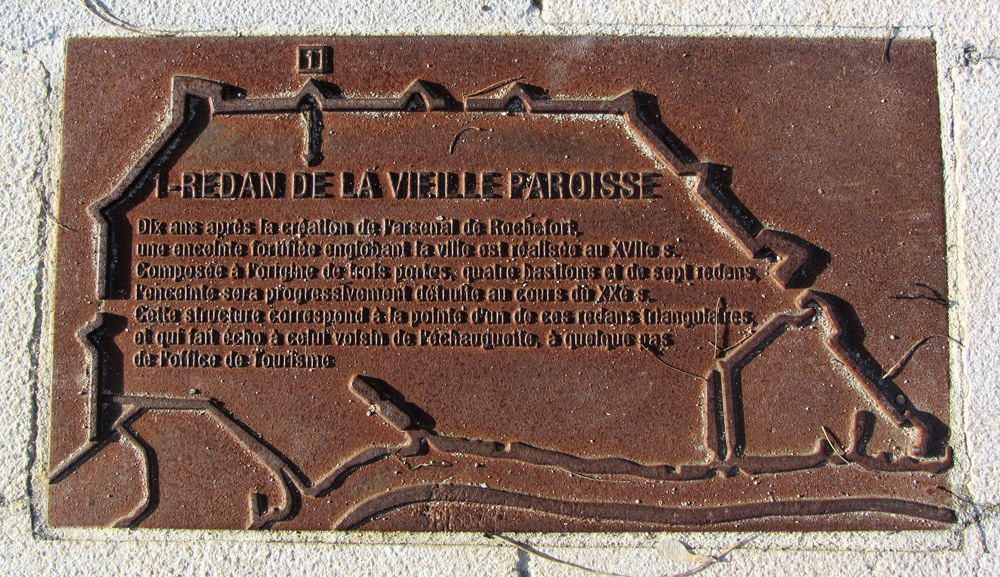 11
1-REDAN DE LA VIEILLE PAROISSE
Dix ans après la création de l'arsenal de Rochefort,
une enceinte fortifiée englobant la ville est réalisée au XVIIe s.
Composée à l'origine de trois portes, quatre bastions et de sept redans,
l'enceinte sera progressivement détruite au cours du XXe s.
Cette structure correspond à la pointe d'un de ces redans triangulaires,
et qui fait écho à celui voisin de l'échauguette, à quelque pas
de l'office de Tourisme